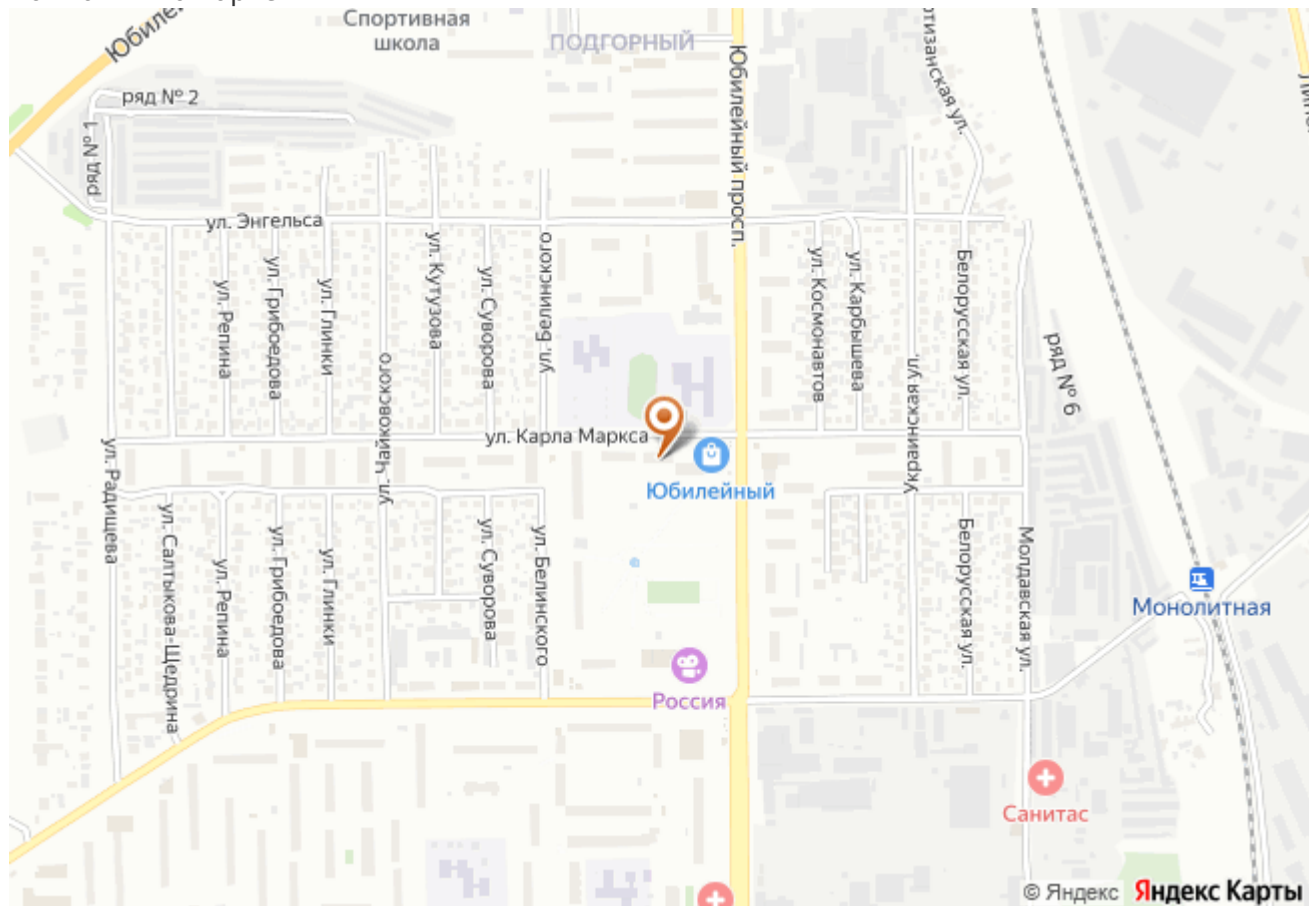 Юбилей
Спортивная
школа
ПОДГОРНЫЙ
Юбилейный просп.
ртизанская ул.
ряд № 2
ряд № 1
ул. Энгельса
ул. Репина
ул. Грибоедова
ул. Глинки
ул. Чайковского
ул. Кутузова
ул. Суворова
ул. Белинского
ул. Космонавтов
ул. Карбышева
Украинская ул.
Белорусская ул.
ряд № 6
ул. Карла Маркса
Юбилейный
ул. Радищева
ул. Салтыкова-Щедрина
ул. Репина
ул. Грибоедова
ул. Глинки
ул. Суворова
ул. Белинского
Белорусская ул.
Молдавская ул.
Монолитная
Россия
Санитас
© Яндекс Яндекс Карты